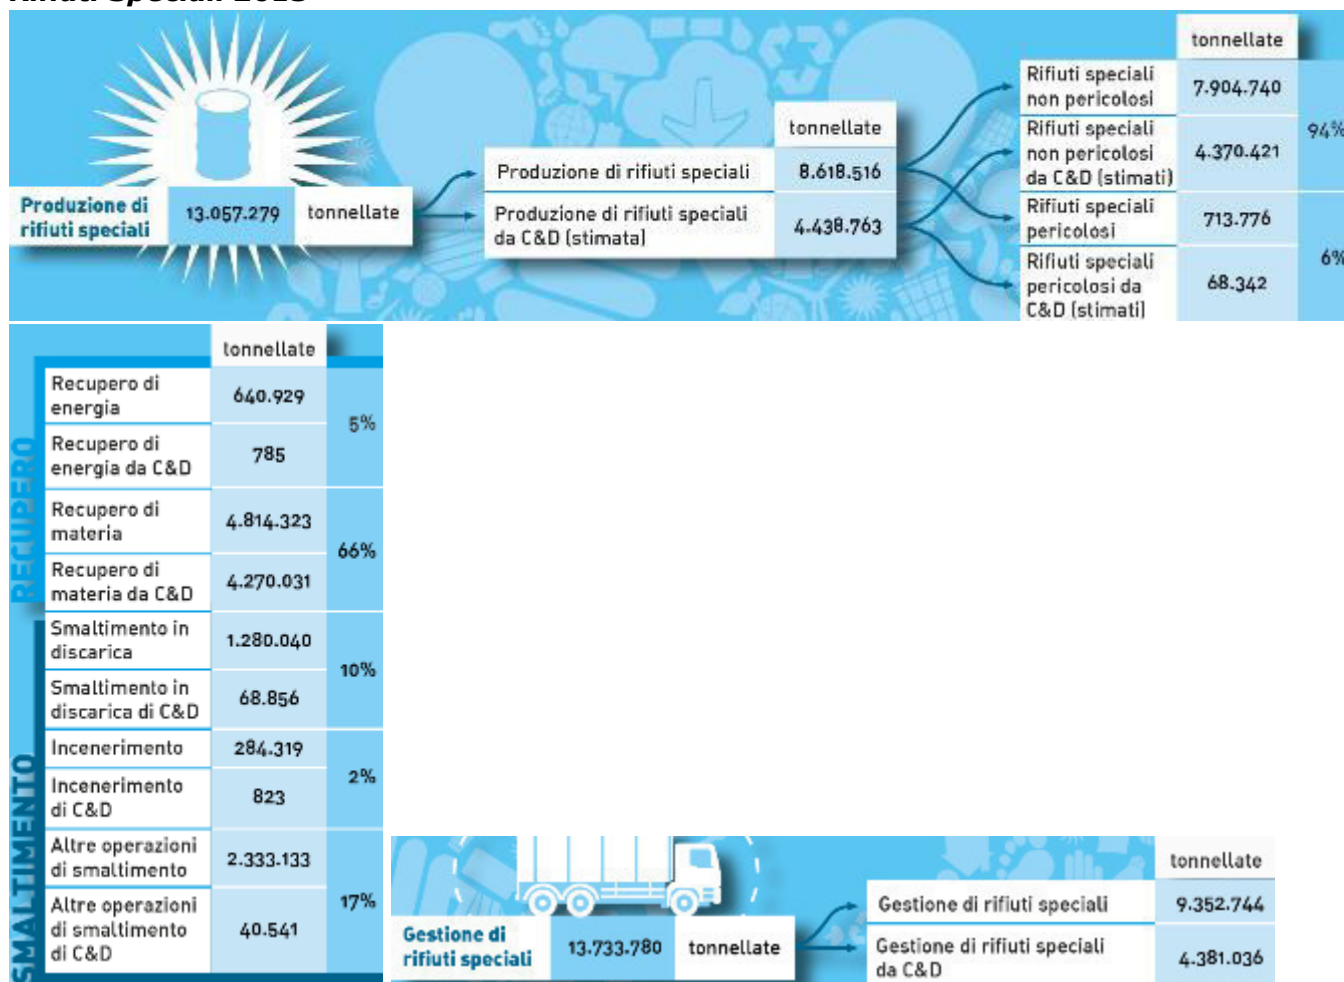 Rifiuti Speciali 2013
tonnellate
Rifiuti speciali
non pericolosi
7.904.740
94%
Rifiuti speciali
non pericolosi
da C&D (stimati)
4.370.421
Rifiuti speciali
pericolosi
713.776
6%
Rifiuti speciali
pericolosi da
C&D (stimati)
68.342
tonnellate
Produzione di rifiuti speciali
8.618.516
Produzione di rifiuti speciali
da C&D (stimata)
4.438.763
Produzione di
rifiuti speciali
13.057.279
tonnellate
tonnellate
RECUPERO
Recupero di
energia
640.929
5%
Recupero di
energia da C&D
785
Recupero di
materia
4.814.323
66%
Recupero di
materia da C&D
4.270.031
SMALTIMENTO
Smaltimento in
discarica
1.280.040
10%
Smaltimento in
discarica di C&D
68.856
Incenerimento
284.319
2%
Incenerimento
di C&D
823
Altre operazioni
di smaltimento
2.333.133
17%
Altre operazioni
di smaltimento
di C&D
40.541
Gestione di
rifiuti speciali
13.733.780
tonnellate
tonnellate
Gestione di rifiuti speciali
9.352.744
Gestione di rifiuti speciali
da C&D
4.381.036